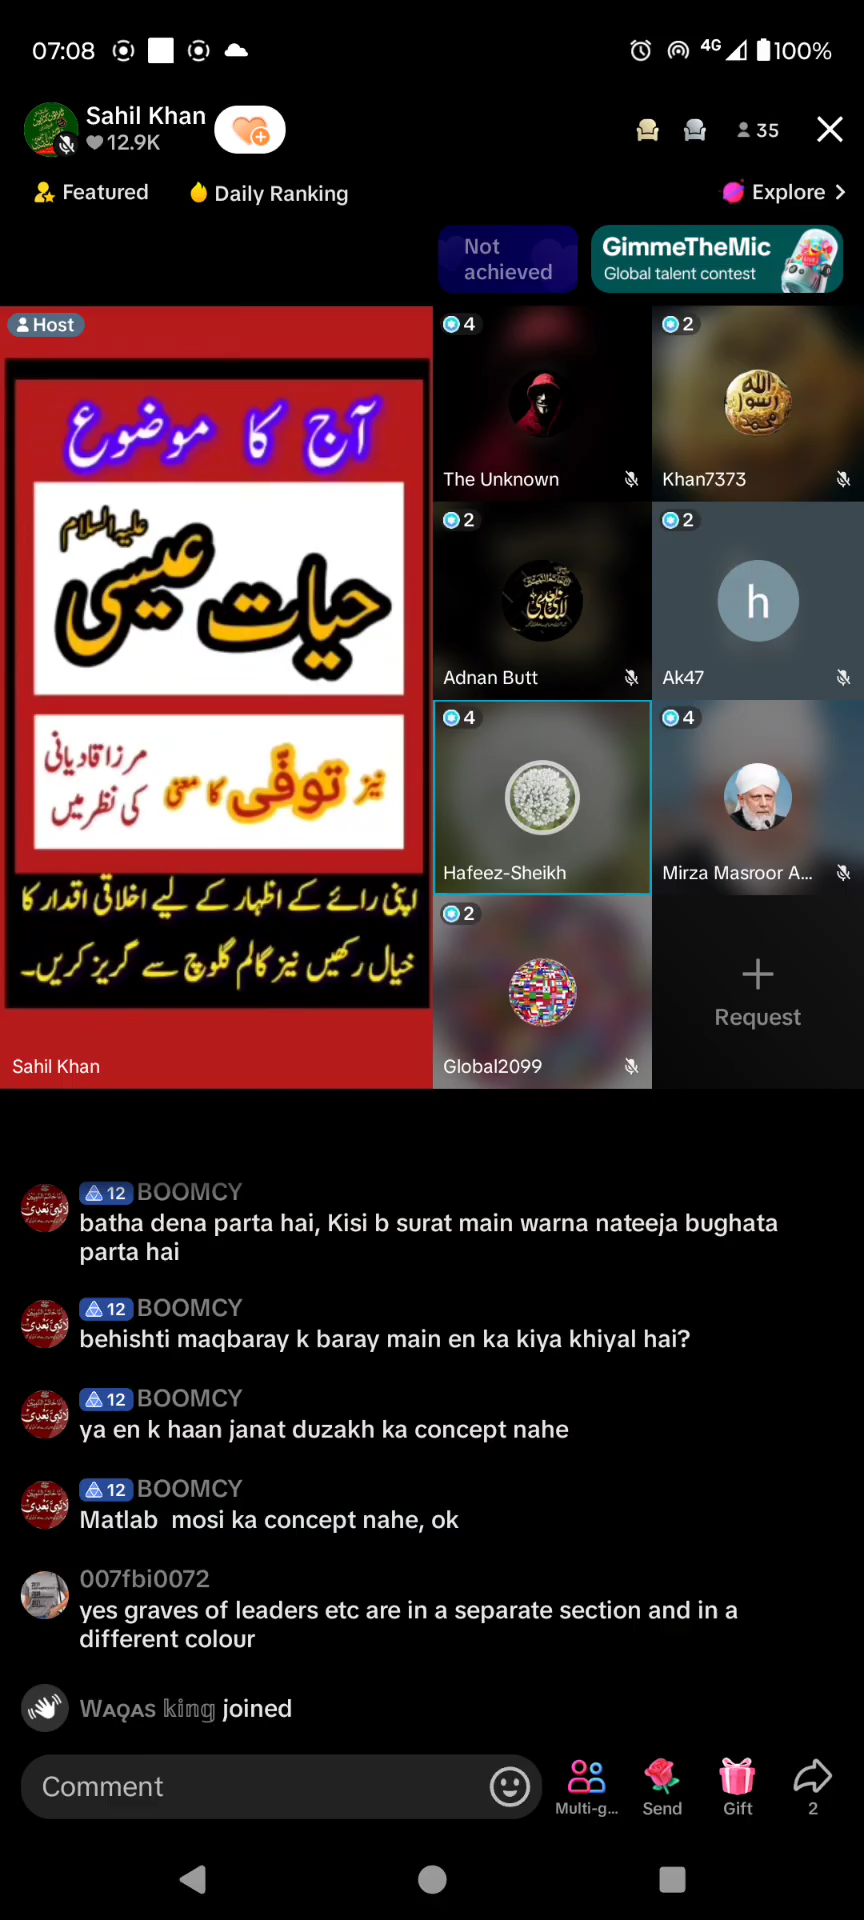 07:08
4G
100%
Sahil Khan
12.9K
35
Featured
Daily Ranking
Explore
Not
achieved
GimmeTheMic
Global talent contest
Host
آج کا موضوع
حیات عیسی علیہ السلام
نیز توفّی کا معنی
مرزا قادیانی
کی نظر میں
اپنی رائے کے اظہار کے لیے اخلاقی اقدار کا
خیال رکھیں نیز گالم گلوچ سے گریز کریں۔
Sahil Khan
4
The Unknown
2
الله
رسول
محمد
Khan7373
2
Adnan Butt
2
h
Ak47
4
Hafeez-Sheikh
4
Mirza Masroor A...
2
Global2099
Request
12 BOOMCY
batha dena parta hai, Kisi b surat main warna nateeja bughata
parta hai
12 BOOMCY
behishti maqbaray k baray main en ka kiya khiyal hai?
12 BOOMCY
ya en k haan janat duzakh ka concept nahe
12 BOOMCY
Matlab mosi ka concept nahe, ok
007fbi0072
yes graves of leaders etc are in a separate section and in a
different colour
Wᴀǫᴀs 𝕜𝕚𝕟𝕘 joined
Comment
Multi-g...
Send
Gift
2